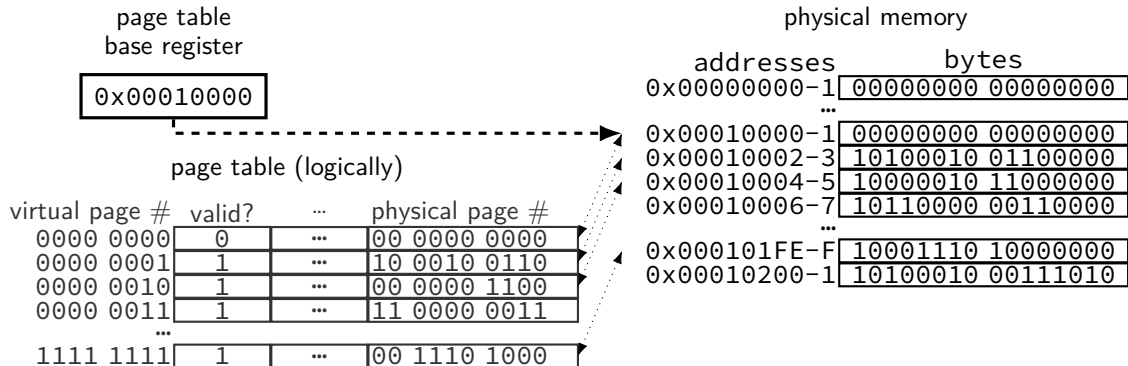 page table
base register
0x00010000
page table (logically)
virtual page # valid? ... physical page #
0000 0000 0 ... 00 0000 0000
0000 0001 1 ... 10 0010 0110
0000 0010 1 ... 00 0000 1100
0000 0011 1 ... 11 0000 0011
...
1111 1111 1 ... 00 1110 1000
physical memory
addresses bytes
0x00000000-1 00000000 00000000
...
0x00010000-1 00000000 00000000
0x00010002-3 10100010 01100000
0x00010004-5 10000010 11000000
0x00010006-7 10110000 00110000
...
0x000101FE-F 10001110 10000000
0x00010200-1 10100010 00111010